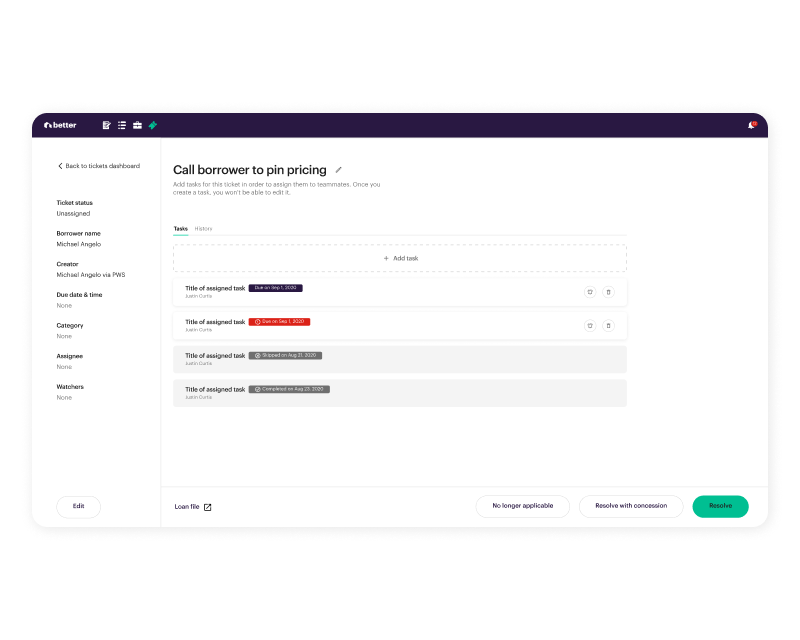 better
Back to tickets dashboard
Ticket status
Unassigned
Borrower name
Michael Angelo
Creator
Michael Angelo via PWS
Due date & time
None
Category
None
Assignee
None
Watchers
None
Edit
Call borrower to pin pricing
Add tasks for this ticket in order to assign them to teammates. Once you
create a task, you won't be able to edit it.
Tasks History
+ Add task
Title of assigned task Due on Sep 1, 2020
Justin Curtis
Title of assigned task Due on Sep 1, 2020
Justin Curtis
Title of assigned task Skipped on Aug 21, 2020
Justin Curtis
Title of assigned task Completed on Aug 23, 2020
Justin Curtis
Loan file
No longer applicable
Resolve with concession
Resolve